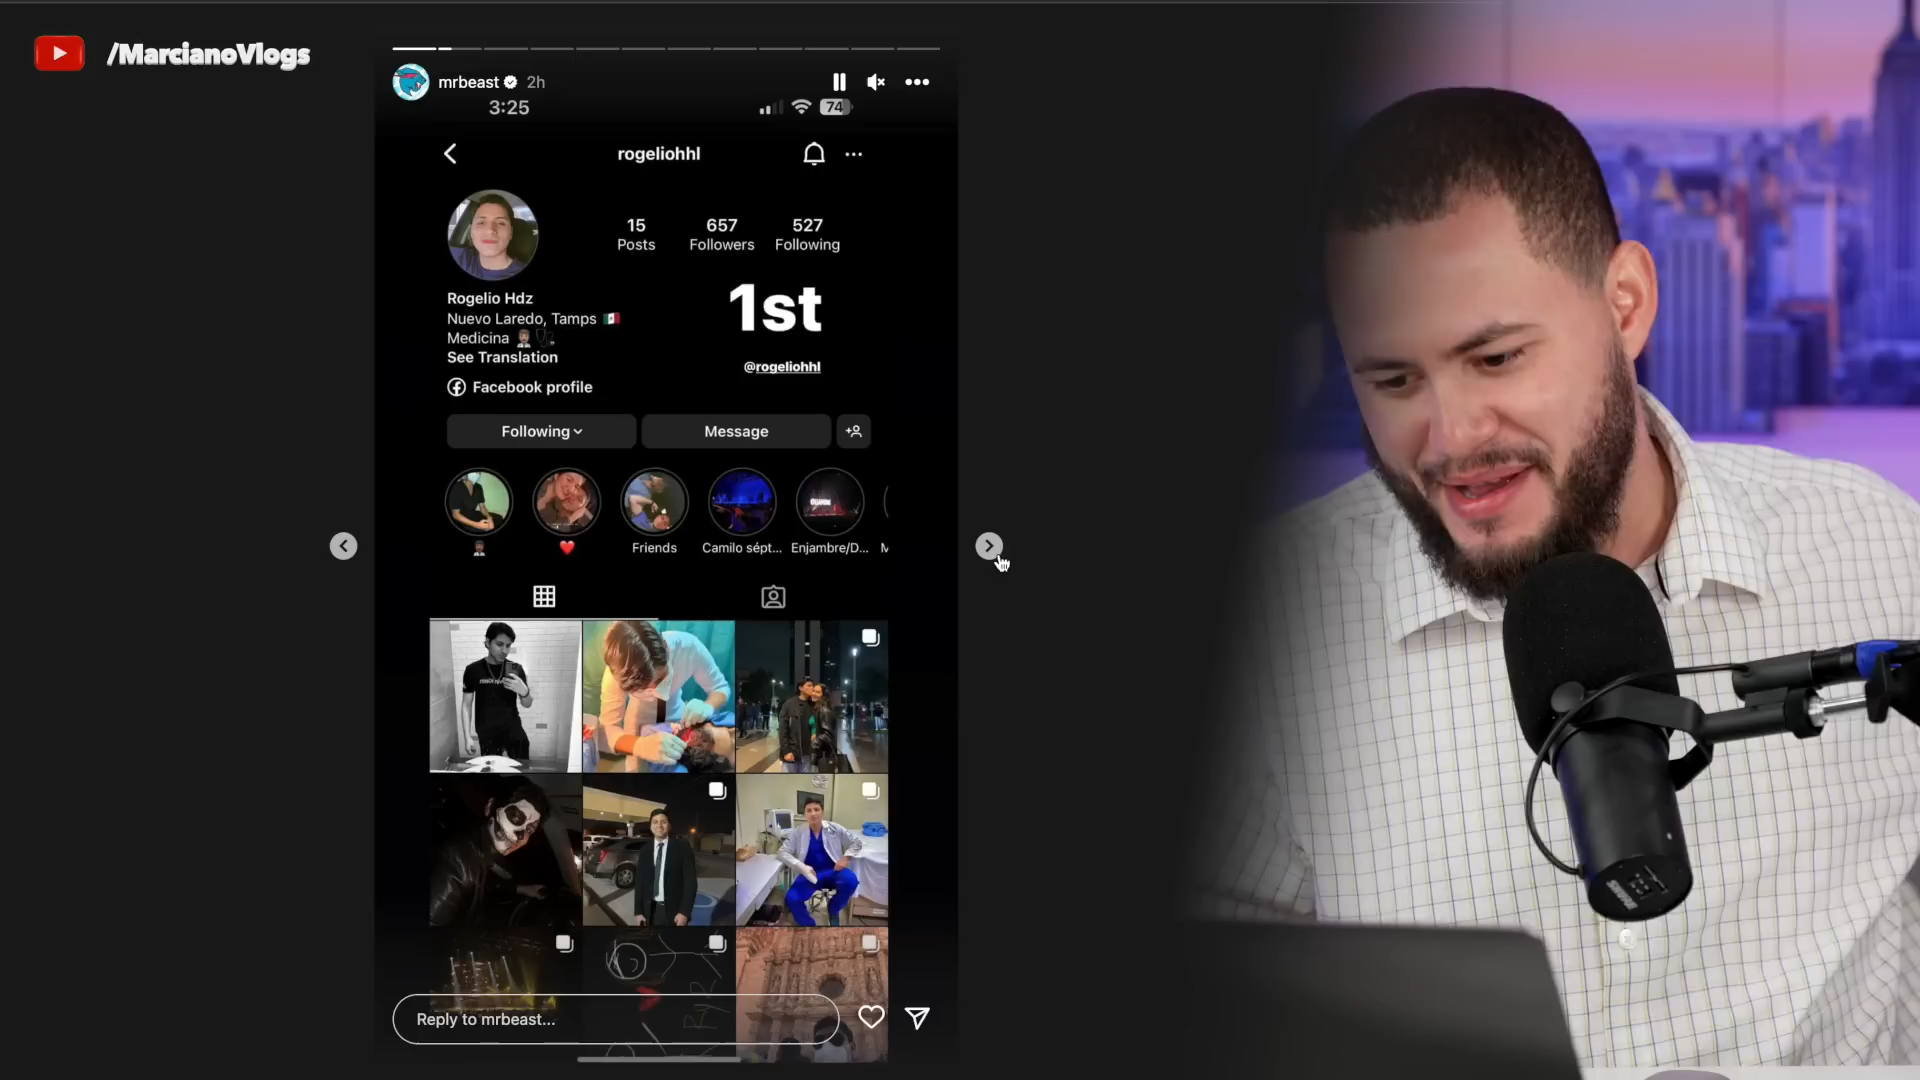 /MarcianoVlogs
mrbeast 2h
3:25
74
rogeliohhl
15 657 527
Posts Followers Following
Rogelio Hdz
Nuevo Laredo, Tamps 🇲🇽
Medicina 👨🏽‍⚕️🩺
See Translation
1st
@rogeliohhl
Facebook profile
Following Message
👨🏽‍⚕️ ❤️ Friends Camilo sépt... Enjambre/D... M
Reply to mrbeast...